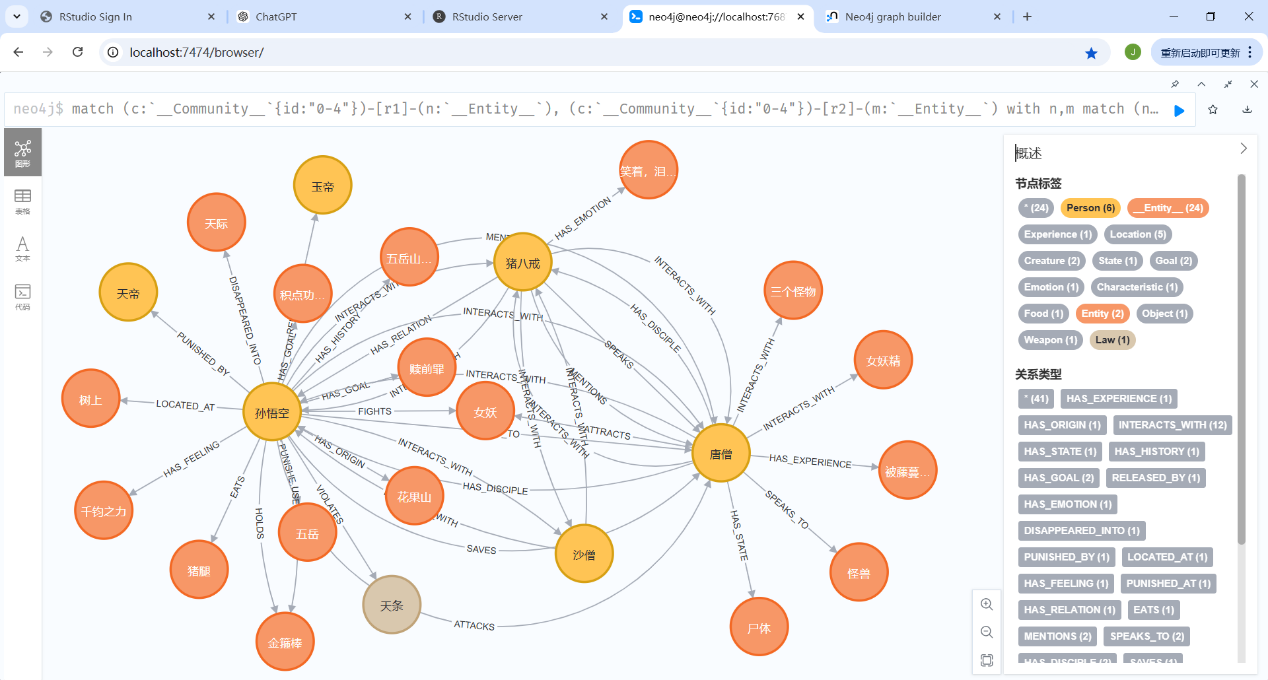 RStudio Sign In
ChatGPT
RStudio Server
neo4j@neo4j://localhost:768
Neo4j graph builder
localhost:7474/browser/
J
重新启动即可更新
neo4j$ match (c:`__Community__`{id:"0-4"})-[r1]-(n:`__Entity__`), (c:`__Community__`{id:"0-4"})-[r2]-(m:`__Entity__`) with n,m match (n…
图形
表格
文本
代码
玉帝
笑着，泪…
HAS_EMOTION
天际
五岳山…
猪八戒
天帝
积点功…
三个怪物
DISAPPEARED_INTO
INTERACTS_WITH
INTERACTS_WITH
PUNISHED_BY
HAS_HISTORY
HAS_RELATION
INTERACTS_WITH
HAS_DISCIPLE
SPEAKS
女妖精
赎前罪
HAS_GOAL
INTERACTS_WITH
INTERACTS_WITH
INTERACTS_WITH
树上
LOCATED_AT
孙悟空
FIGHTS
女妖
MENTIONS
INTERACTS_WITH
INTERACTS_WITH
INTERACTS_WITH
ATTRACTS
唐僧
HAS_FEELING
HAS_ORIGIN
INTERACTS_WITH
HAS_EXPERIENCE
被藤蔓…
EATS
VIOLATES
花果山
HAS_DISCIPLE
SPEAKS_TO
千钧之力
HOLDS
五岳
HAS_STATE
SAVES
沙僧
猪腿
怪兽
天条
ATTACKS
金箍棒
尸体
概述
节点标签
* (24)
Person (6)
__Entity__ (24)
Experience (1)
Location (5)
Creature (2)
State (1)
Goal (2)
Emotion (1)
Characteristic (1)
Food (1)
Entity (2)
Object (1)
Weapon (1)
Law (1)
关系类型
* (41)
HAS_EXPERIENCE (1)
HAS_ORIGIN (1)
INTERACTS_WITH (12)
HAS_STATE (1)
HAS_HISTORY (1)
HAS_GOAL (2)
RELEASED_BY (1)
HAS_EMOTION (1)
DISAPPEARED_INTO (1)
PUNISHED_BY (1)
LOCATED_AT (1)
HAS_FEELING (1)
PUNISHED_AT (1)
HAS_RELATION (1)
EATS (1)
MENTIONS (2)
SPEAKS_TO (2)
HAS_DISCIPLE (2)
SAVES (1)